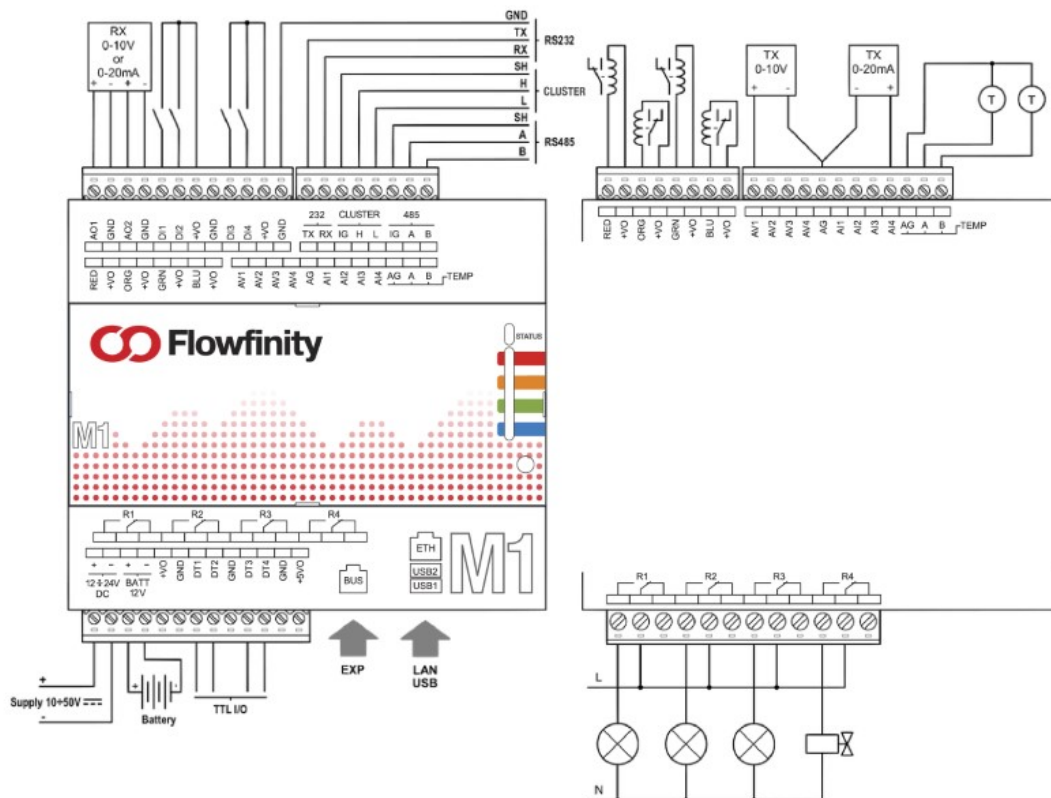 RX
0-10V
or
0-20mA
+ - + -
GND
TX
RX
RS232
SH
H
L
CLUSTER
SH
A
B
RS485
AO1 GND AO2 GND DI1 DI2 +VO DI3 DI4 +VO GND
232 CLUSTER 485
TX RX IG H L IG A B
RED +VO ORG +VO GRN +VO BLU +VO AV1 AV2 AV3 AV4 AG AI1 AI2 AI3 AI4 AG A B TEMP
Flowfinity
STATUS
M1
R1 R2 R3 R4
+ - + - +VO GND DT1 DT2 GND DT3 DT4 GND +5VO
12÷24V
DC
BATT
12V
BUS
ETH
USB2
USB1
M1
EXP
LAN
USB
+
Supply 10÷50V
-
+ -
Battery
TTL I/O
TX
0-10V
+ -
TX
0-20mA
- +
T T
RED +VO ORG +VO GRN +VO BLU +VO AV1 AV2 AV3 AV4 AG AI1 AI2 AI3 AI4 AG A B TEMP
R1 R2 R3 R4
L
N